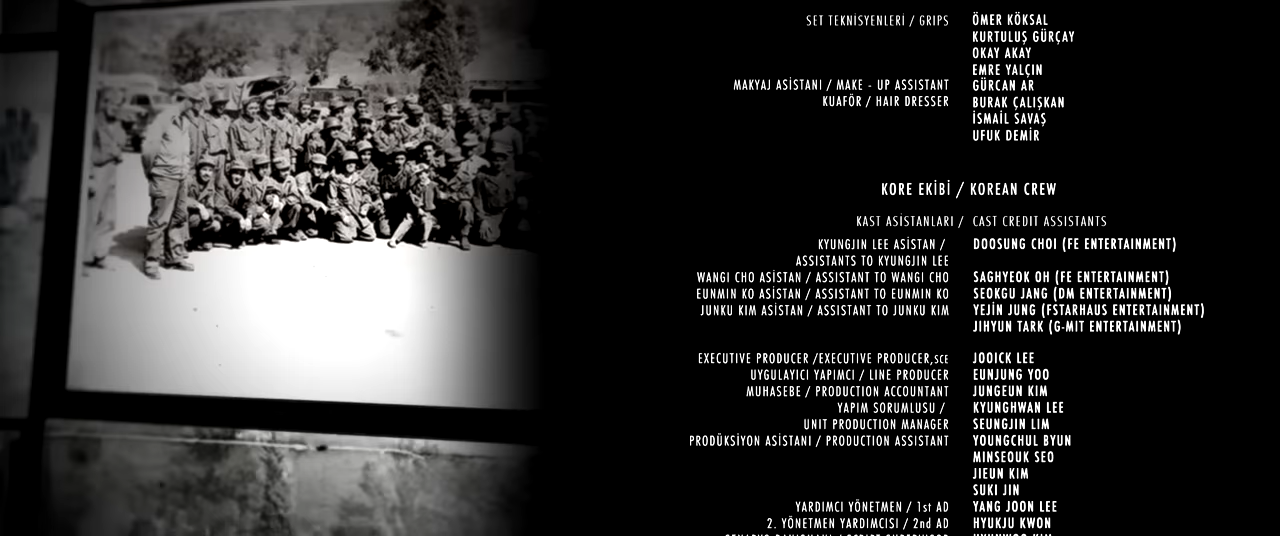 SET TEKNİSYENLERİ / GRIPS ÖMER KÖKSAL
KURTULUŞ GÜRÇAY
OKAY AKAY
EMRE YALÇIN
MAKYAJ ASİSTANI / MAKE - UP ASSISTANT GÜRCAN AR
KUAFÖR / HAIR DRESSER BURAK ÇALIŞKAN
İSMAİL SAVAŞ
UFUK DEMİR
KORE EKİBİ / KOREAN CREW
KAST ASİSTANLARI / CAST CREDIT ASSISTANTS
KYUNGJIN LEE ASİSTAN / DOOSUNG CHOI (FE ENTERTAINMENT)
ASSISTANTS TO KYUNGJIN LEE
WANGI CHO ASİSTAN / ASSISTANT TO WANGI CHO SAGHYEOK OH (FE ENTERTAINMENT)
EUNMIN KO ASİSTAN / ASSISTANT TO EUNMIN KO SEOKGU JANG (DM ENTERTAINMENT)
JUNKU KIM ASİSTAN / ASSISTANT TO JUNKU KIM YEJİN JUNG (FSTARHAUS ENTERTAINMENT)
JIHYUN TARK (G-MIT ENTERTAINMENT)
EXECUTIVE PRODUCER /EXECUTIVE PRODUCER,SCE JOOICK LEE
UYGULAYICI YAPIMCI / LINE PRODUCER EUNJUNG YOO
MUHASEBE / PRODUCTION ACCOUNTANT JUNGEUN KIM
YAPIM SORUMLUSU / KYUNGHWAN LEE
UNIT PRODUCTION MANAGER SEUNGJIN LIM
PRODÜKSİYON ASİSTANI / PRODUCTION ASSISTANT YOUNGCHUL BYUN
MINSEOUK SEO
JIEUN KIM
SUKI JIN
YARDIMCI YÖNETMEN / 1st AD YANG JOON LEE
2. YÖNETMEN YARDIMCISI / 2nd AD HYUKJU KWON